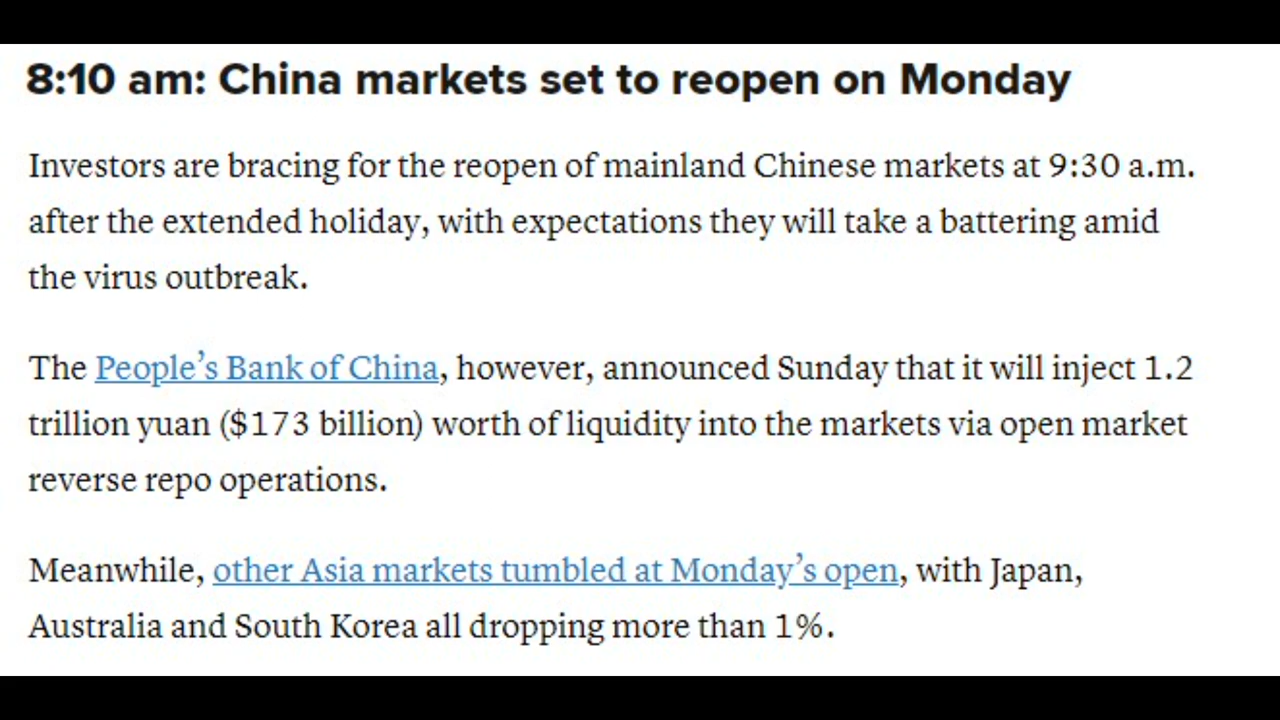 8:10 am: China markets set to reopen on Monday
Investors are bracing for the reopen of mainland Chinese markets at 9:30 a.m.
after the extended holiday, with expectations they will take a battering amid
the virus outbreak.
The People’s Bank of China, however, announced Sunday that it will inject 1.2
trillion yuan ($173 billion) worth of liquidity into the markets via open market
reverse repo operations.
Meanwhile, other Asia markets tumbled at Monday’s open, with Japan,
Australia and South Korea all dropping more than 1%.